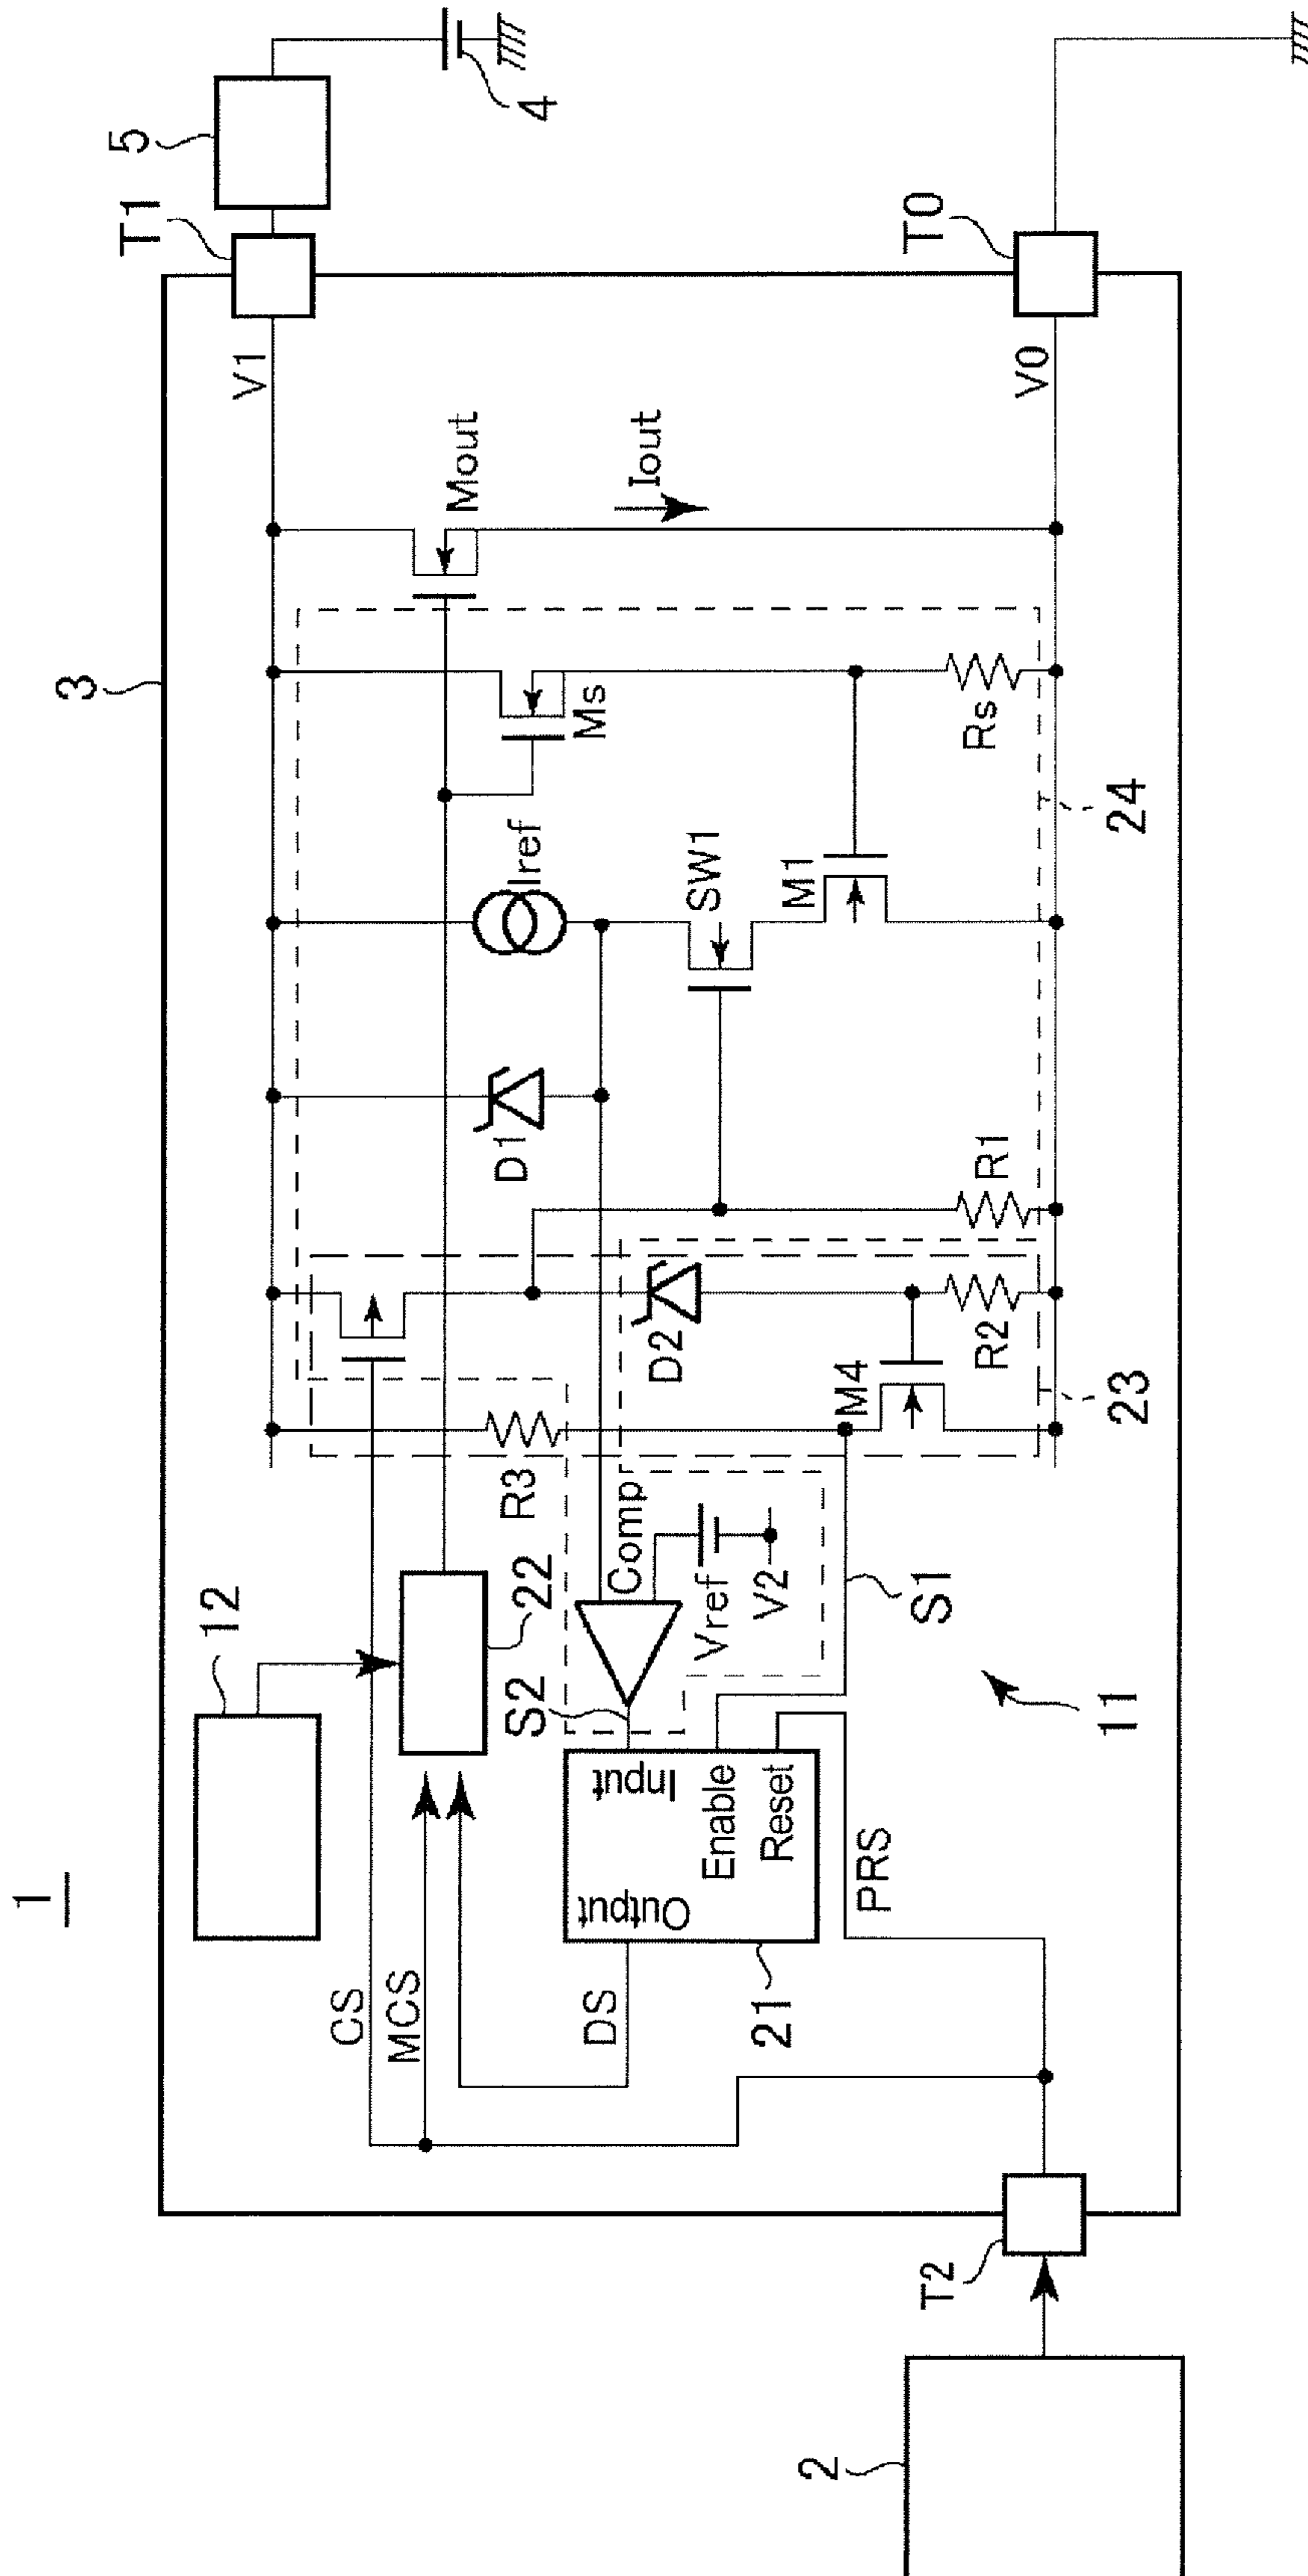 1
2
T2
3
12
CS
MCS
DS
22
S2
Output
Input
Enable
Reset
21
PRS
Comp
Vref
V2
S1
11
R3
M4
D2
R2
23
R1
D1
Iref
SW1
M1
24
Ms
Rs
Mout
Iout
V1
V0
T1
T0
5
4